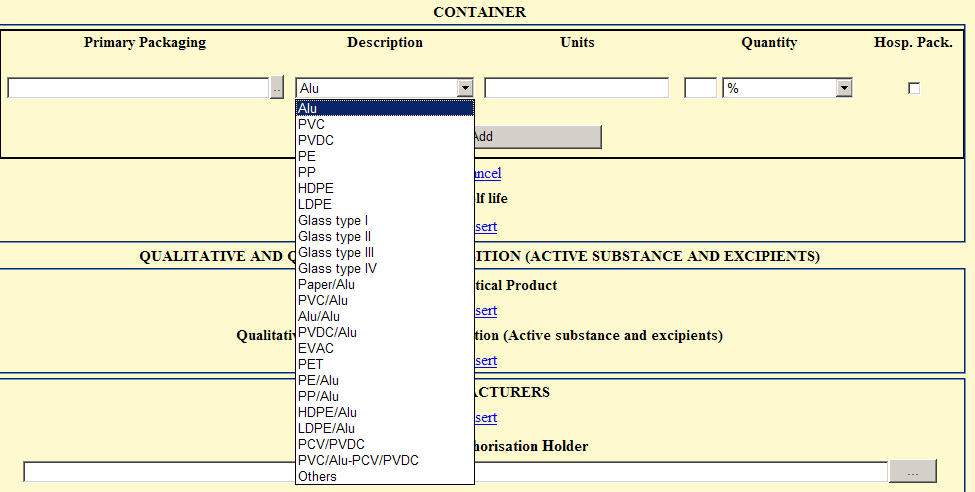 CONTAINER
Primary Packaging Description Units Quantity Hosp. Pack.
.. Alu %
Alu
PVC
PVDC
Add
PE
PP
ncel
HDPE
LDPE
lf life
Glass type I
sert
Glass type II
Glass type III
QUALITATIVE AND Q
SITION (ACTIVE SUBSTANCE AND EXCIPIENTS)
Glass type IV
Paper/Alu
tical Product
PVC/Alu
sert
Alu/Alu
PVDC/Alu
Qualitativ
tion (Active substance and excipients)
EVAC
PET
sert
PE/Alu
PP/Alu
ACTURERS
HDPE/Alu
sert
LDPE/Alu
PCV/PVDC
horisation Holder
PVC/Alu-PCV/PVDC
Others
...